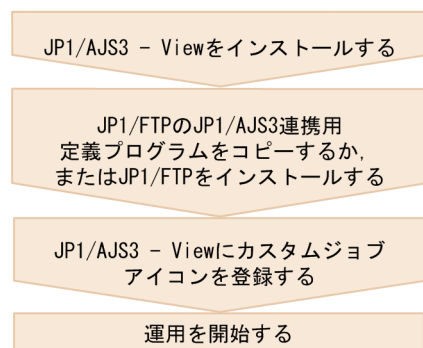 JP1/AJS3 - Viewをインストールする
JP1/FTPのJP1/AJS3連携用
定義プログラムをコピーするか,
またはJP1/FTPをインストールする
JP1/AJS3 - Viewにカスタムジョブ
アイコンを登録する
運用を開始する